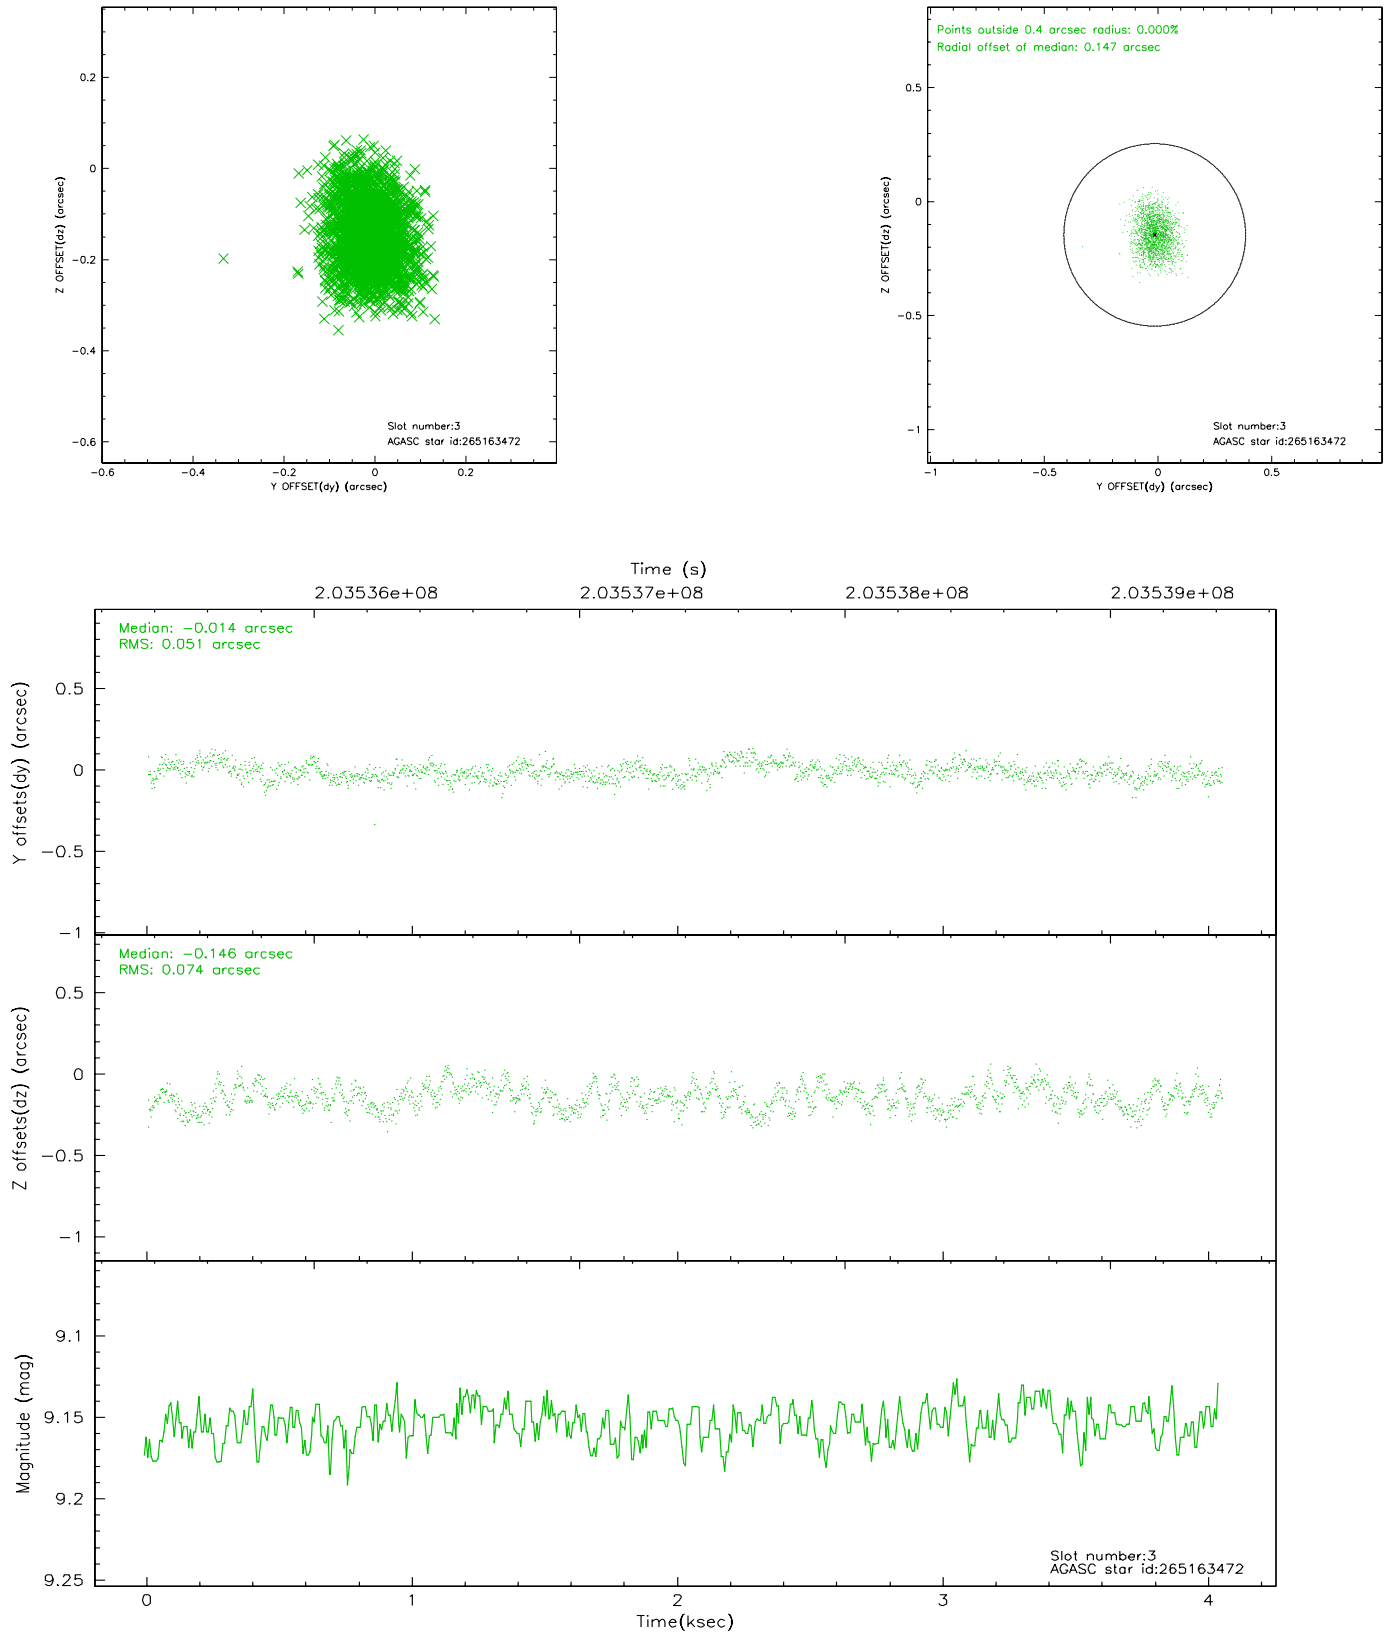 0.2
0
−0.2
−0.4
−0.6
Z OFFSET(dz) (arcsec)
Slot number:3
AGASC star id:265163472
−0.6 −0.4 −0.2 0 0.2
Y OFFSET(dy) (arcsec)
Points outside 0.4 arcsec radius: 0.000%
Radial offset of median: 0.147 arcsec
0.5
0
−0.5
−1
Z OFFSET(dz) (arcsec)
Slot number:3
AGASC star id:265163472
−1 −0.5 0 0.5
Y OFFSET(dy) (arcsec)
Time (s)
2.03536e+08 2.03537e+08 2.03538e+08 2.03539e+08
Median: −0.014 arcsec
RMS: 0.051 arcsec
0.5
0
−0.5
−1
Y offsets(dy) (arcsec)
Median: −0.146 arcsec
RMS: 0.074 arcsec
0.5
0
−0.5
−1
Z offsets(dz) (arcsec)
9.1
9.15
9.2
9.25
Magnitude (mag)
Slot number:3
AGASC star id:265163472
0 1 2 3 4
Time(ksec)